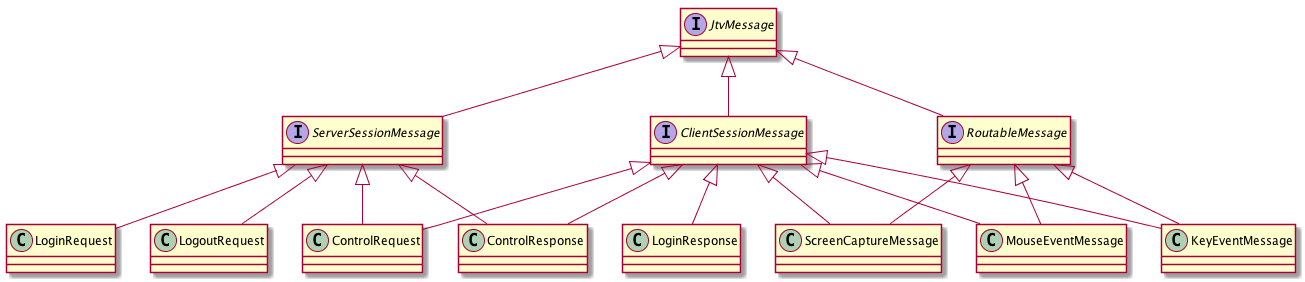 I JtvMessage
I ServerSessionMessage
I ClientSessionMessage
I RoutableMessage
C LoginRequest
C LogoutRequest
C ControlRequest
C ControlResponse
C LoginResponse
C ScreenCaptureMessage
C MouseEventMessage
C KeyEventMessage